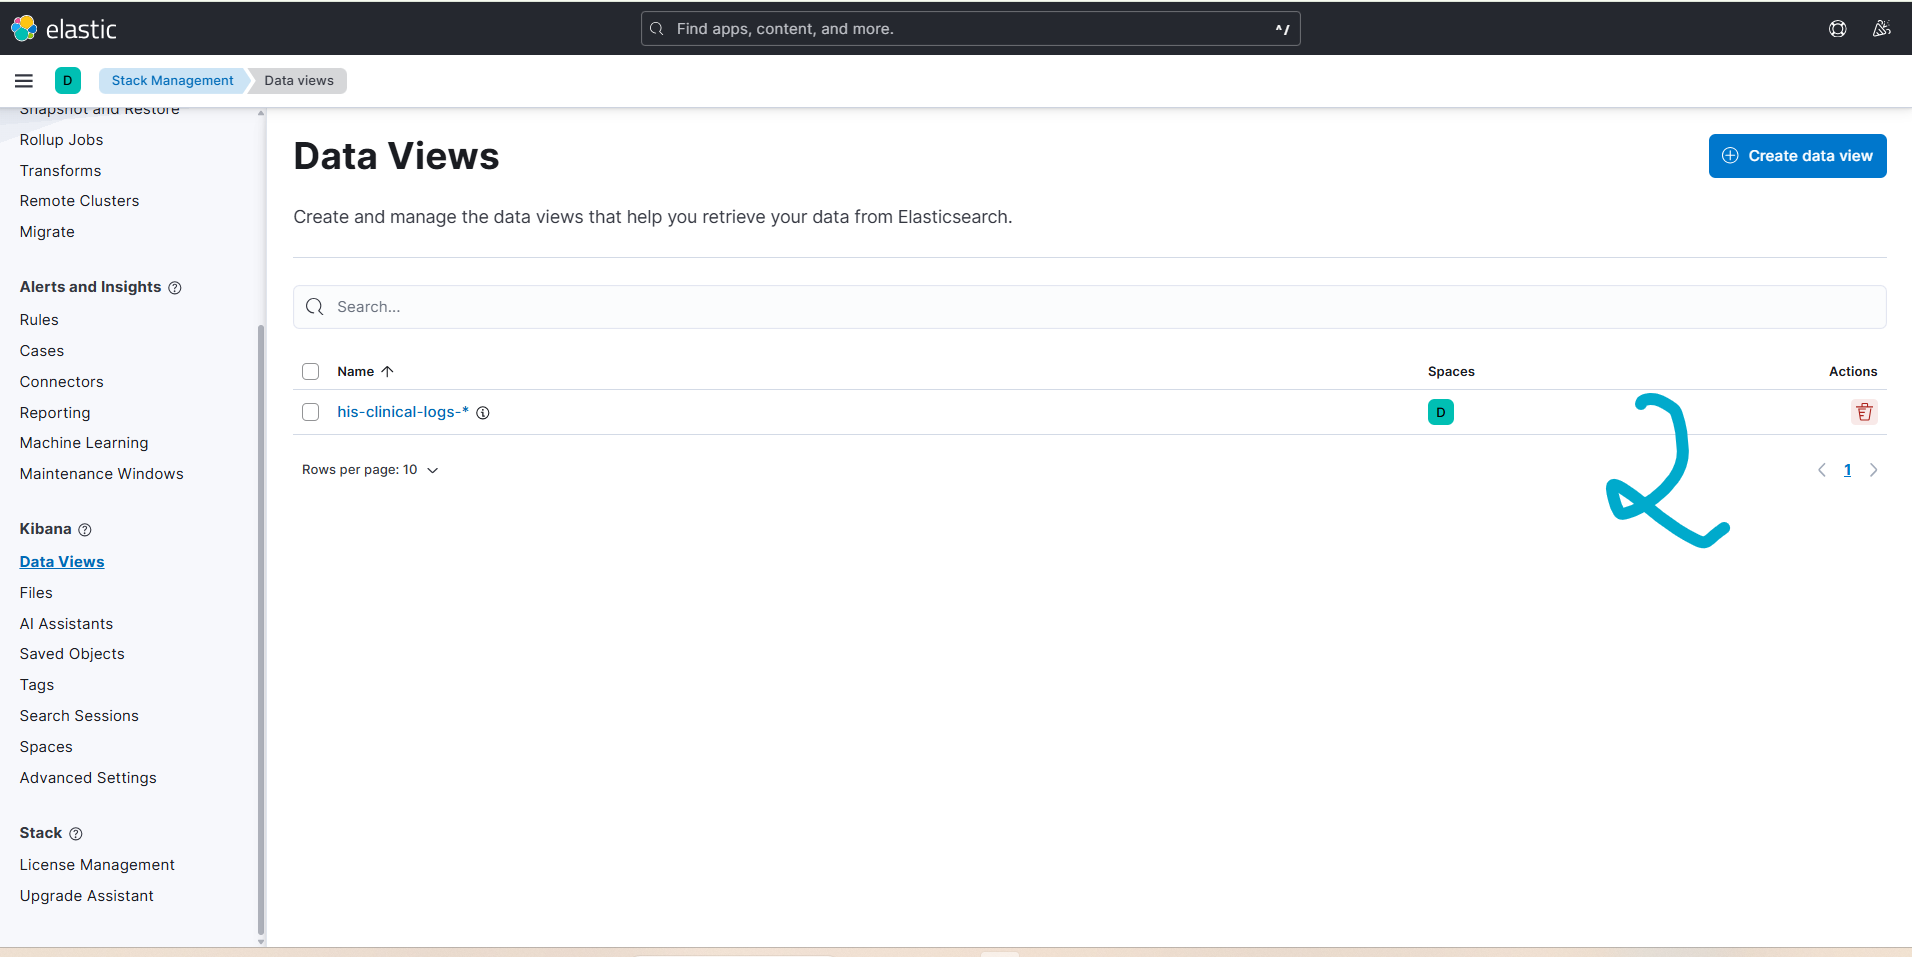 elastic
Find apps, content, and more.
^/
D
Stack Management
Data views
Snapshot and Restore
Rollup Jobs
Transforms
Remote Clusters
Migrate
Alerts and Insights
Rules
Cases
Connectors
Reporting
Machine Learning
Maintenance Windows
Kibana
Data Views
Files
AI Assistants
Saved Objects
Tags
Search Sessions
Spaces
Advanced Settings
Stack
License Management
Upgrade Assistant
Data Views
Create data view
Create and manage the data views that help you retrieve your data from Elasticsearch.
Search...
Name Spaces Actions
his-clinical-logs-* D
2
Rows per page: 10
1